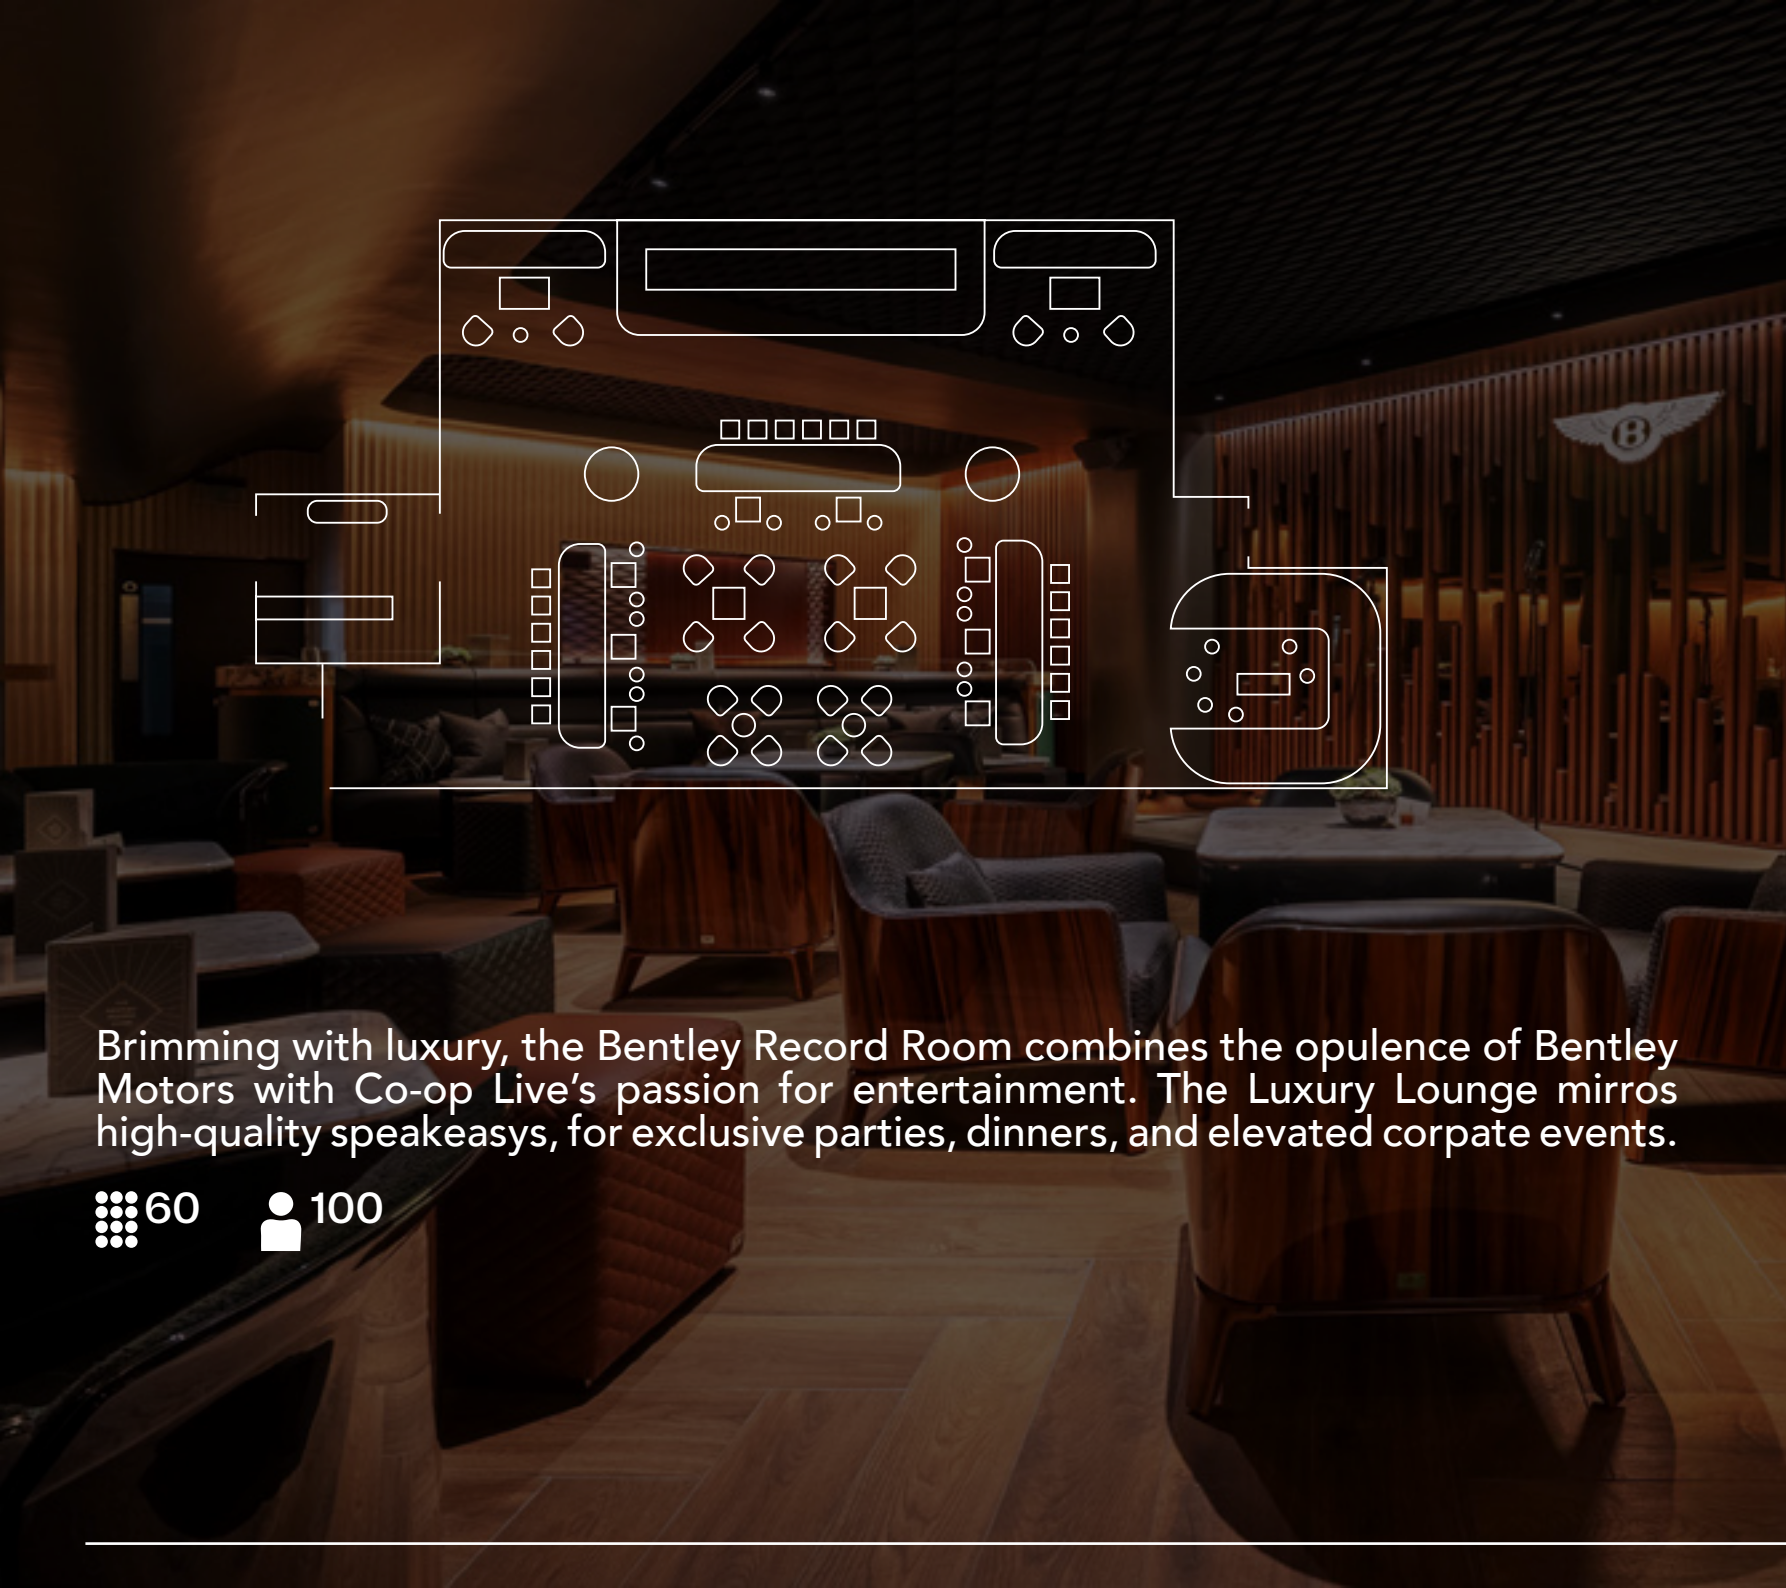 B
Brimming with luxury, the Bentley Record Room combines the opulence of Bentley
Motors with Co-op Live’s passion for entertainment. The Luxury Lounge mirros
high-quality speakeasys, for exclusive parties, dinners, and elevated corpate events.
60 100